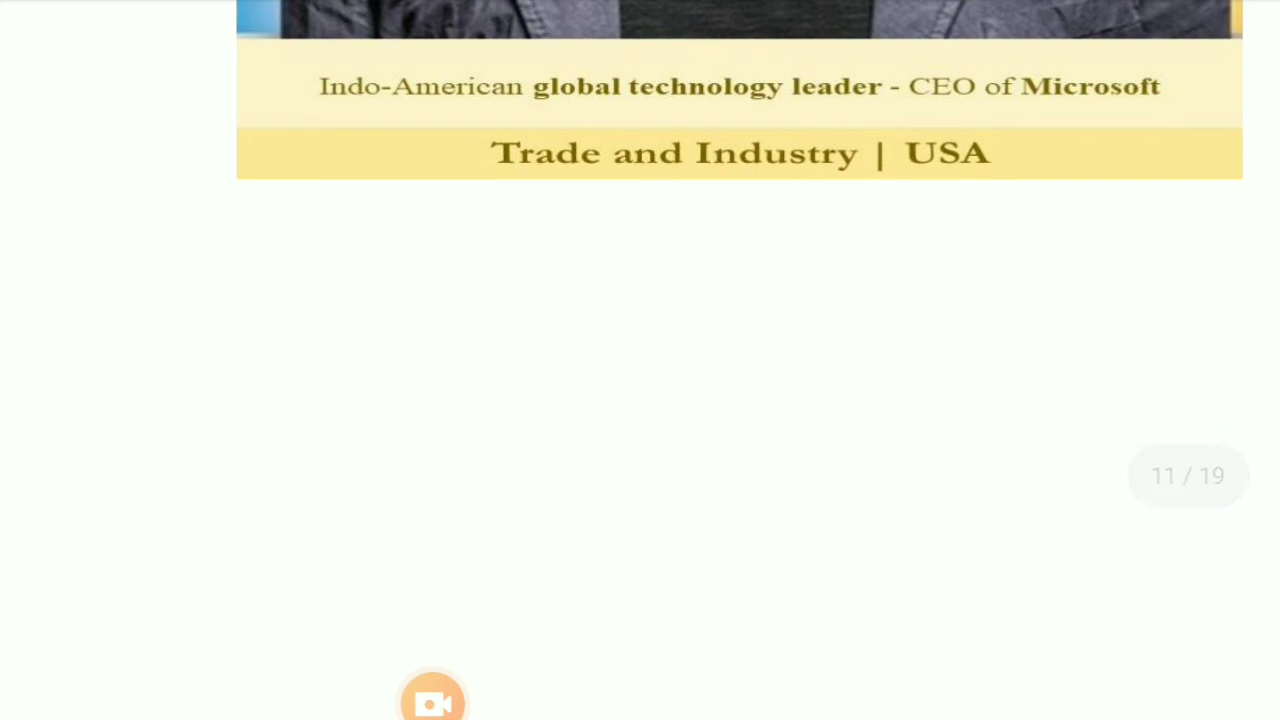 Indo-American global technology leader - CEO of Microsoft
Trade and Industry | USA
11 / 19